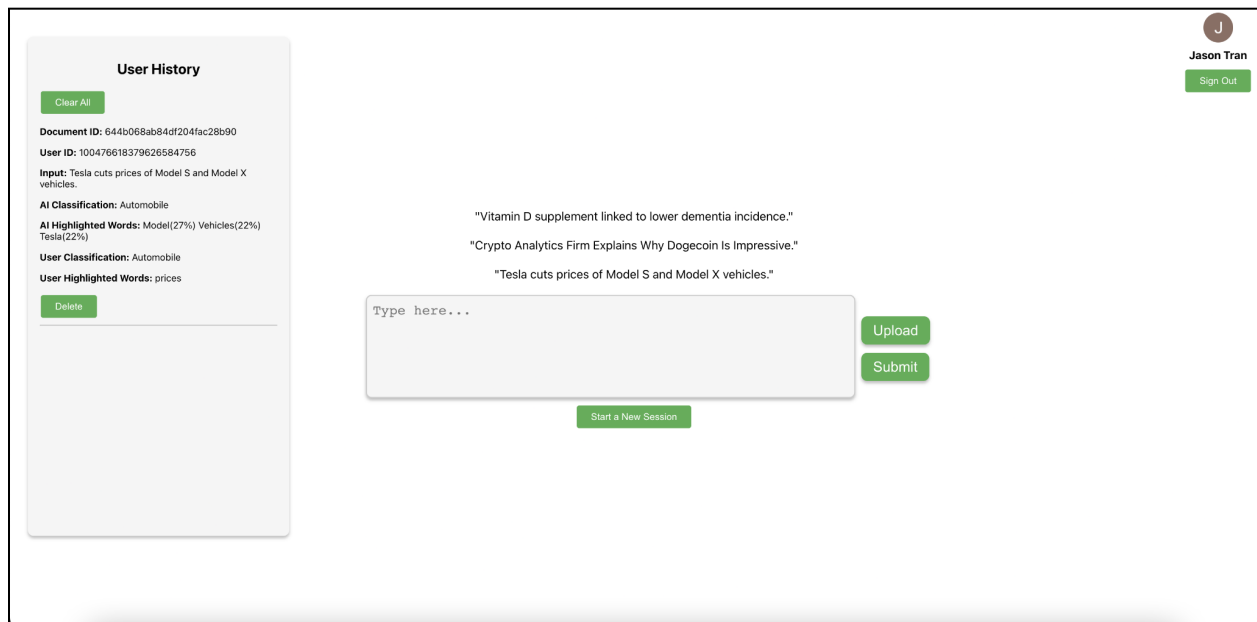 J
Jason Tran
Sign Out
User History
Clear All
Document ID: 644b068ab84df204fac28b90
User ID: 100476618379626584756
Input: Tesla cuts prices of Model S and Model X
vehicles.
AI Classification: Automobile
AI Highlighted Words: Model(27%) Vehicles(22%)
Tesla(22%)
User Classification: Automobile
User Highlighted Words: prices
Delete
"Vitamin D supplement linked to lower dementia incidence."
"Crypto Analytics Firm Explains Why Dogecoin Is Impressive."
"Tesla cuts prices of Model S and Model X vehicles."
Type here...
Upload
Submit
Start a New Session